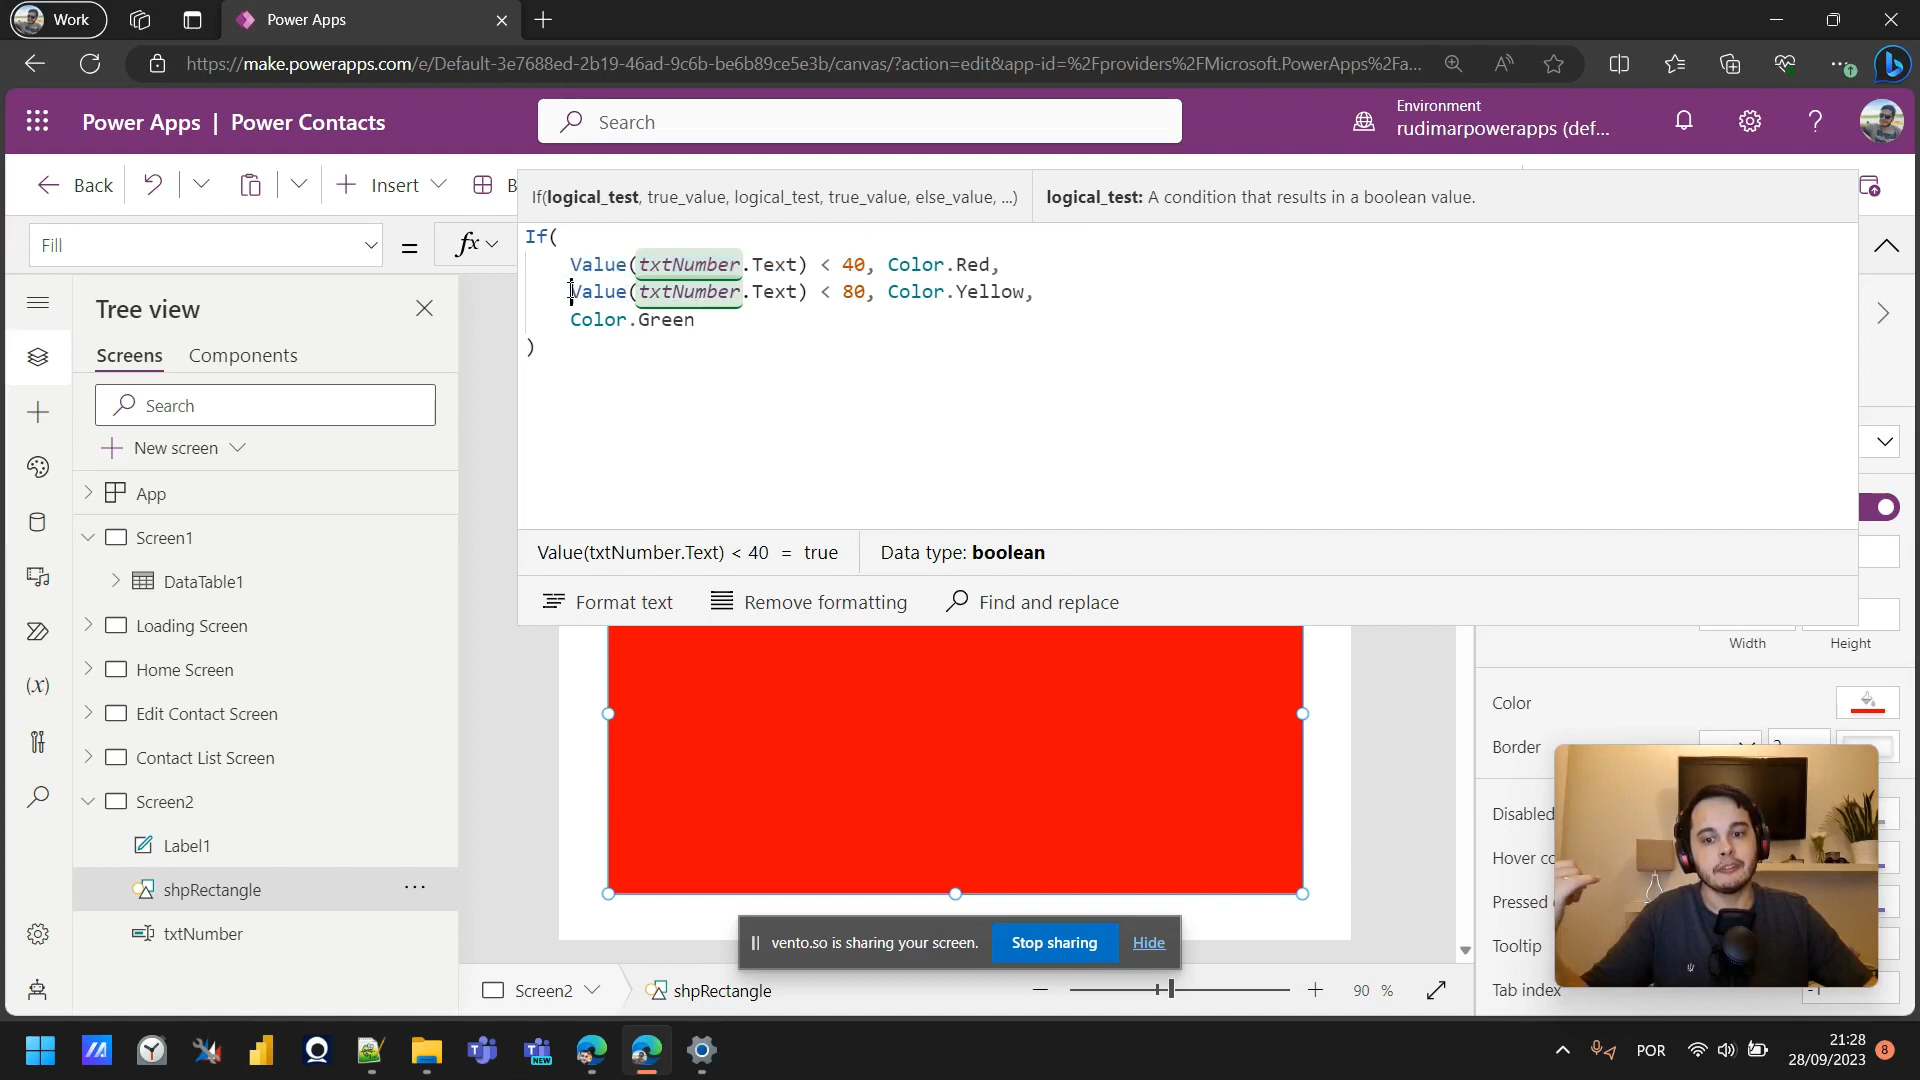 Work
Power Apps
https://make.powerapps.com/e/Default-3e7688ed-2b19-46ad-9c6b-be6b89ce5e3b/canvas/?action=edit&app-id=%2Fproviders%2FMicrosoft.PowerApps%2Fa...
Power Apps | Power Contacts
Search
Environment
rudimarpowerapps (def...
Back
Insert
B
If(logical_test, true_value, logical_test, true_value, else_value, ...)
logical_test: A condition that results in a boolean value.
Fill
=
fx
If(
Value(txtNumber.Text) < 40, Color.Red,
Value(txtNumber.Text) < 80, Color.Yellow,
Color.Green
)
Tree view
Screens
Components
Search
New screen
App
Screen1
DataTable1
Loading Screen
Home Screen
Edit Contact Screen
Contact List Screen
Screen2
Label1
shpRectangle
...
txtNumber
Value(txtNumber.Text) < 40 = true
Data type: boolean
Format text
Remove formatting
Find and replace
Width
Height
Color
Border
Disabled
Hover co
Pressed
Tooltip
Tab index
-1
vento.so is sharing your screen.
Stop sharing
Hide
Screen2
shpRectangle
90 %
NEW
POR
21:28
28/09/2023
8